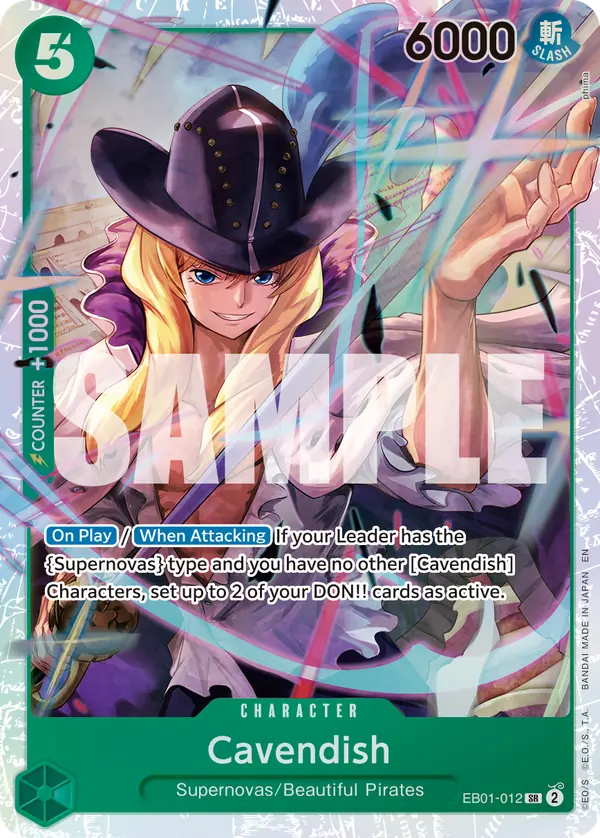 5
6000
斬
SLASH
phima
COUNTER +1000
SAMPLE
On Play / When Attacking If your Leader has the
{Supernovas} type and you have no other [Cavendish]
Characters, set up to 2 of your DON!! cards as active.
CHARACTER
Cavendish
Supernovas/Beautiful Pirates
EB01-012 SR 2
©E.O/S ©E.O./S., T.A. BANDAI MADE IN JAPAN EN